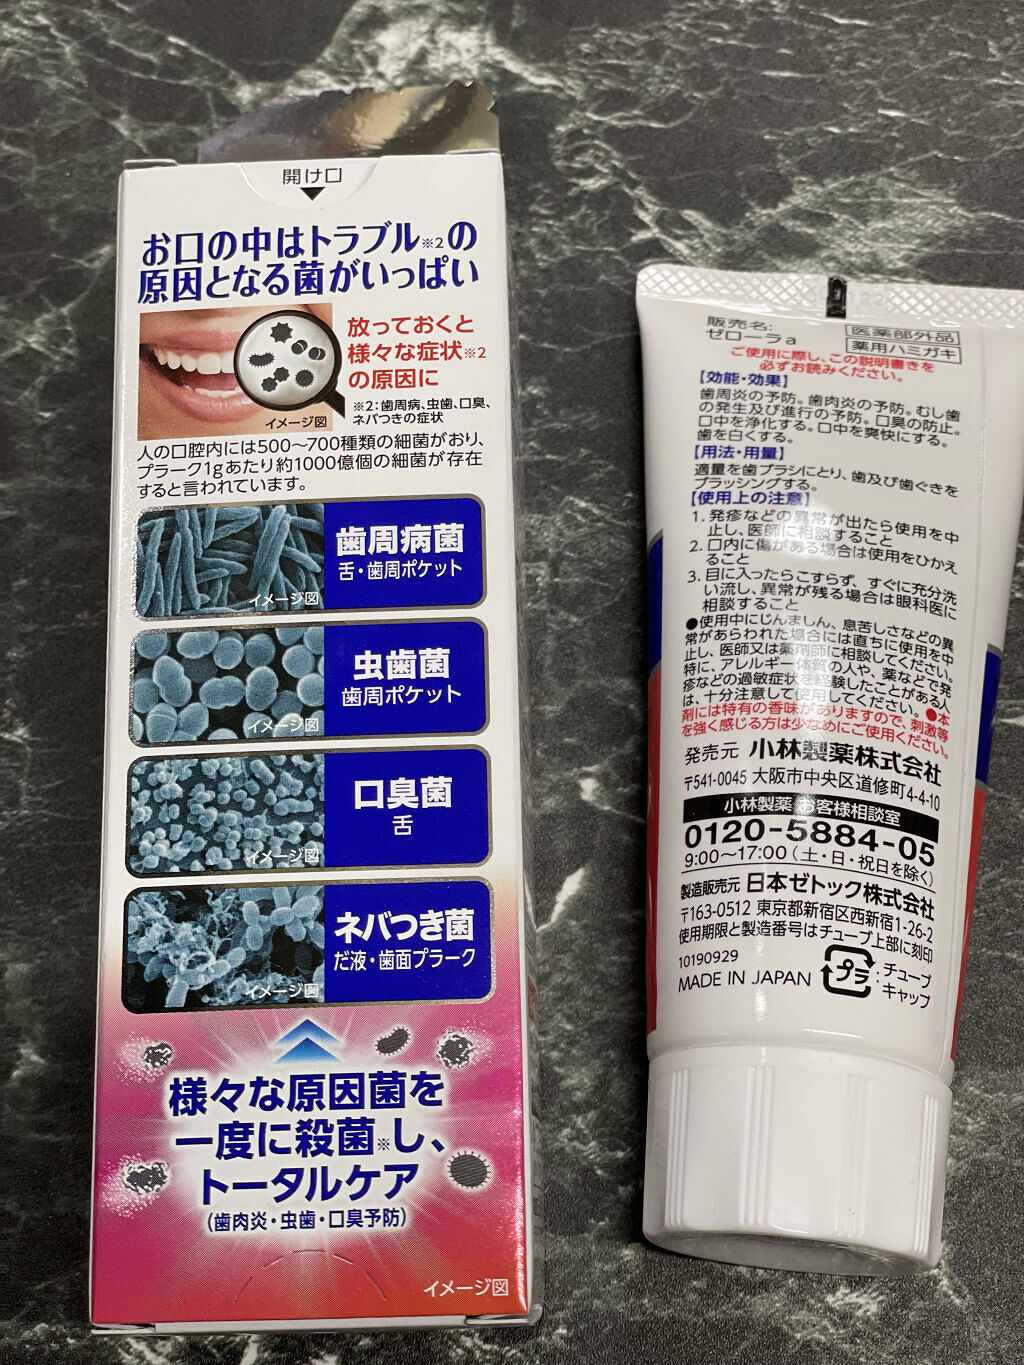 開け口
お口の中はトラブル※2の
原因となる菌がいっぱい
放っておくと
様々な症状※2
の原因に
※2:歯周病、虫歯、口臭、
ネバつきの症状
イメージ図
人の口腔内には500〜700種類の細菌がおり、
プラーク1gあたり約1000億個の細菌が存在
すると言われています。
歯周病菌
舌・歯周ポケット
イメージ図
虫歯菌
歯周ポケット
イメージ図
口臭菌
舌
イメージ図
ネバつき菌
だ液・歯面プラーク
イメージ図
様々な原因菌を
一度に殺菌※し、
トータルケア
(歯肉炎・虫歯・口臭予防)
イメージ図
販売名:
ゼローラa
医薬部外品
薬用ハミガキ
ご使用に際し、この説明書きを
必ずお読みください。
【効能・効果】
歯周炎の予防。歯肉炎の予防。むし歯
の発生及び進行の予防。口臭の防止。
口中を浄化する。口中を爽快にする。
歯を白くする。
【用法・用量】
適量を歯ブラシにとり、歯及び歯ぐきを
ブラッシングする。
【使用上の注意】
1. 発疹などの異常が出たら使用を中
止し、医師に相談すること
2. 口内に傷がある場合は使用をひかえ
ること
3. 目に入ったらこすらず、すぐに充分洗
い流し、異常が残る場合は眼科医に
相談すること
●使用中にじんましん、息苦しさなどの異
常があらわれた場合には直ちに使用を中
止し、医師又は薬剤師に相談してください。
特に、アレルギー体質の人や、薬などで発
疹などの過敏症状を経験したことがある人
は、十分注意して使用してください。●本
剤には特有の香味がありますので、刺激等
を強く感じる方は少なめにご使用ください。
発売元 小林製薬株式会社
〒541-0045 大阪市中央区道修町4-4-10
小林製薬 お客様相談室
0120-5884-05
9:00〜17:00(土・日・祝日を除く)
製造販売元 日本ゼトック株式会社
〒163-0512 東京都新宿区西新宿1-26-2
使用期限と製造番号はチューブ上部に刻印
10190929
MADE IN JAPAN
プラ :チューブ
キャップ